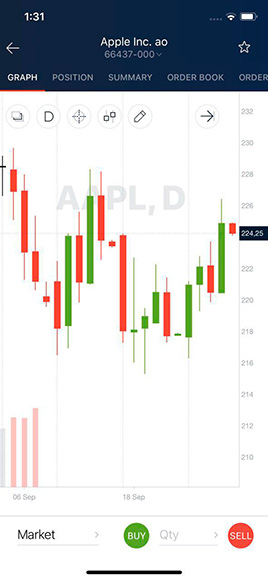 1:31
Apple Inc. ao
66437-000
GRAPH POSITION SUMMARY ORDER BOOK ORDER
D
AAPL, D
232
230
228
226
224,25
222
220
218
216
214
212
210
06 Sep 18 Sep
Market BUY Qty SELL